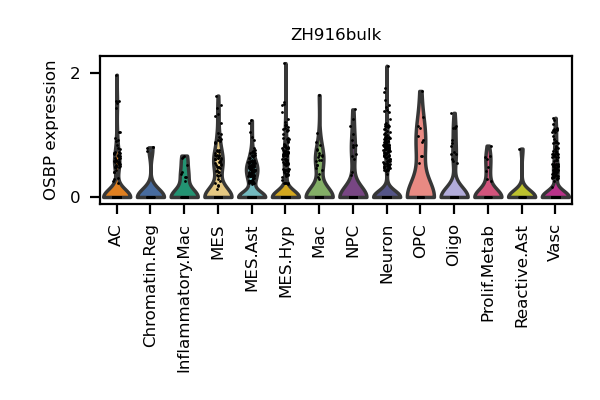 ZH916bulk
OSBP expression
2
0
AC
Chromatin.Reg
Inflammatory.Mac
MES
MES.Ast
MES.Hyp
Mac
NPC
Neuron
OPC
Oligo
Prolif.Metab
Reactive.Ast
Vasc